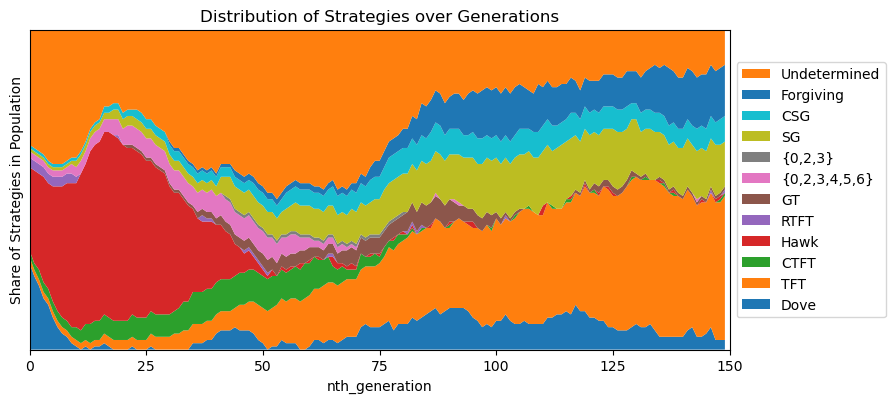 Distribution of Strategies over Generations
Share of Strategies in Population
0
25
50
75
100
125
150
nth_generation
Undetermined
Forgiving
CSG
SG
{0,2,3}
{0,2,3,4,5,6}
GT
RTFT
Hawk
CTFT
TFT
Dove